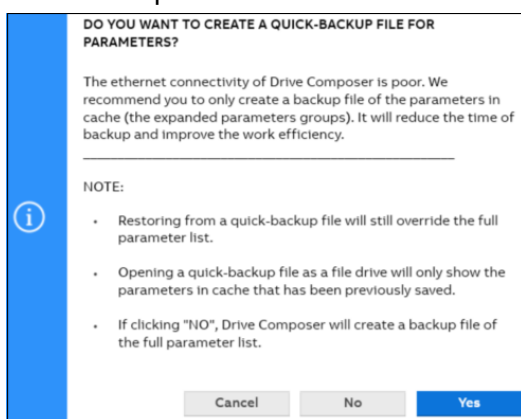 DO YOU WANT TO CREATE A QUICK-BACKUP FILE FOR
PARAMETERS?
The ethernet connectivity of Drive Composer is poor. We
recommend you to only create a backup file of the parameters in
cache (the expanded parameters groups). It will reduce the time of
backup and improve the work efficiency.
NOTE:
• Restoring from a quick-backup file will still override the full
parameter list.
• Opening a quick-backup file as a file drive will only show the
parameters in cache that has been previously saved.
• If clicking "NO", Drive Composer will create a backup file of
the full parameter list.
Cancel No Yes